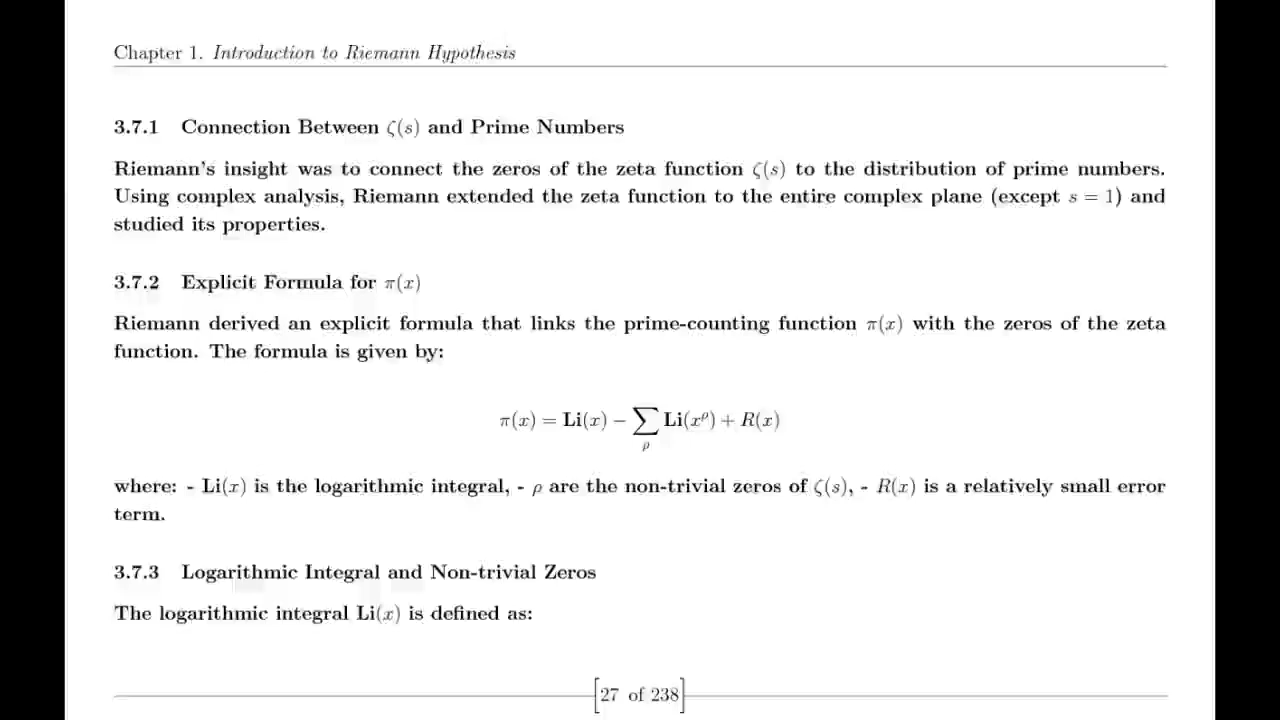 Chapter 1. Introduction to Riemann Hypothesis
3.7.1 Connection Between ζ(s) and Prime Numbers
Riemann's insight was to connect the zeros of the zeta function ζ(s) to the distribution of prime numbers.
Using complex analysis, Riemann extended the zeta function to the entire complex plane (except s = 1) and
studied its properties.
3.7.2 Explicit Formula for π(x)
Riemann derived an explicit formula that links the prime-counting function π(x) with the zeros of the zeta
function. The formula is given by:
π(x) = Li(x) − ∑ Li(x^ρ) + R(x)
ρ
where: - Li(x) is the logarithmic integral, - ρ are the non-trivial zeros of ζ(s), - R(x) is a relatively small error
term.
3.7.3 Logarithmic Integral and Non-trivial Zeros
The logarithmic integral Li(x) is defined as:
[27 of 238]